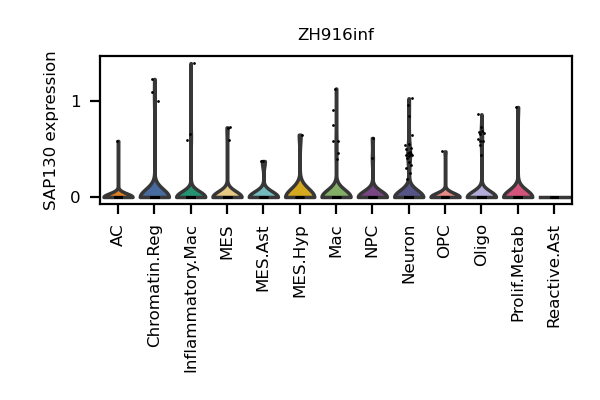 ZH916inf
SAP130 expression
1
0
AC
Chromatin.Reg
Inflammatory.Mac
MES
MES.Ast
MES.Hyp
Mac
NPC
Neuron
OPC
Oligo
Prolif.Metab
Reactive.Ast